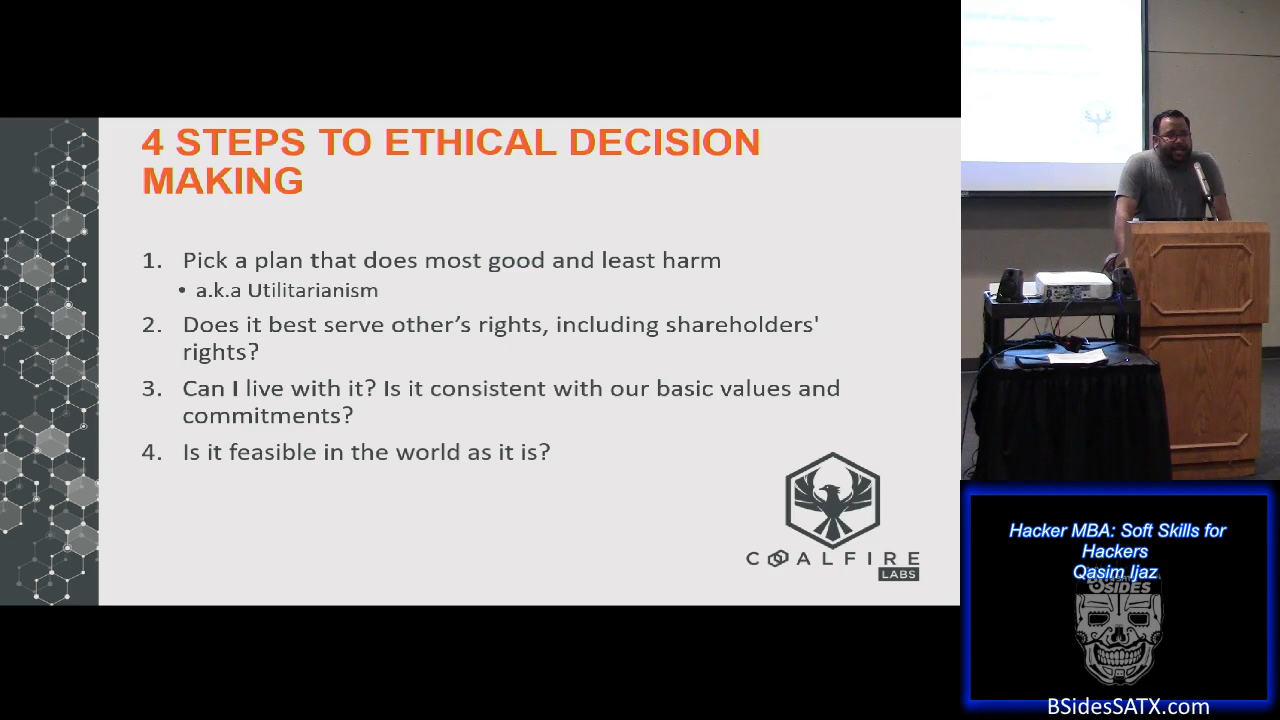 4 STEPS TO ETHICAL DECISION
MAKING
1. Pick a plan that does most good and least harm
• a.k.a Utilitarianism
2. Does it best serve other’s rights, including shareholders'
rights?
3. Can I live with it? Is it consistent with our basic values and
commitments?
4. Is it feasible in the world as it is?
COALFIRE
LABS
Hacker MBA: Soft Skills for
Hackers
Qasim Ijaz
BSIDES
BSidesSATX.com